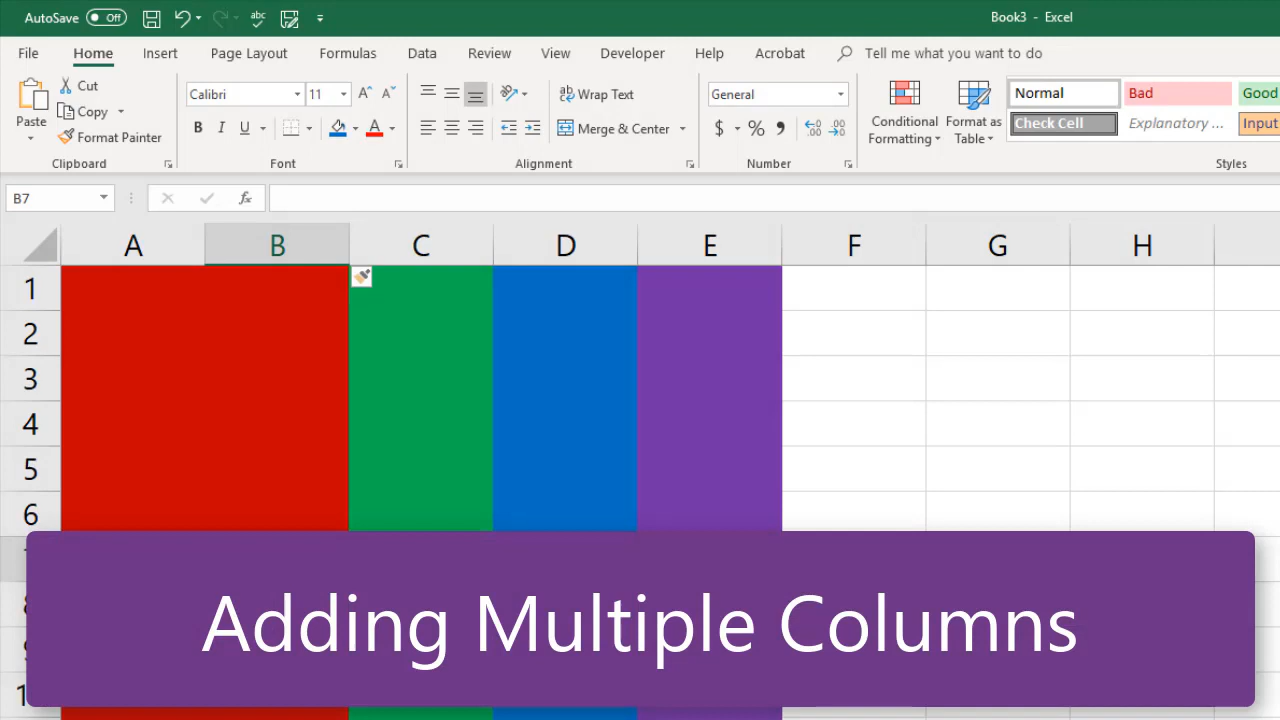 AutoSave Off abc Book3 - Excel
File Home Insert Page Layout Formulas Data Review View Developer Help Acrobat Tell me what you want to do
Paste Cut Copy Format Painter
Calibri 11 A A
B I U A
ab Wrap Text
Merge & Center
General
$ % ,
Conditional Formatting
Format as Table
Normal Bad Good
Check Cell Explanatory ... Input
Clipboard Font Alignment Number Styles
B7 fx
A B C D E F G H
1
2
3
4
5
6
Adding Multiple Columns